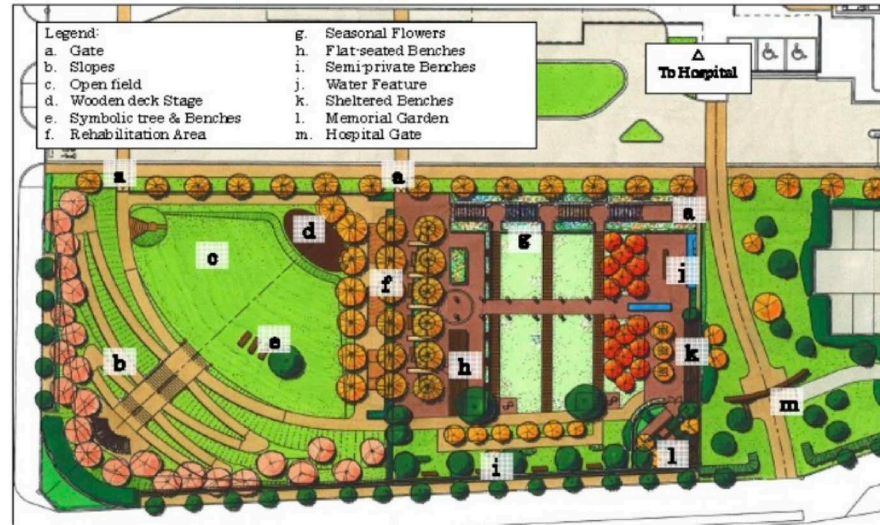 Legend:
a. Gate
b. Slopes
c. Open field
d. Wooden deck Stage
e. Symbolic tree & Benches
f. Rehabilitation Area
g. Seasonal Flowers
h. Flat-seated Benches
i. Semi-private Benches
j. Water Feature
k. Sheltered Benches
l. Memorial Garden
m. Hospital Gate
To Hospital
a
a
a
g
d
c
j
f
e
b
h
k
m
i
l